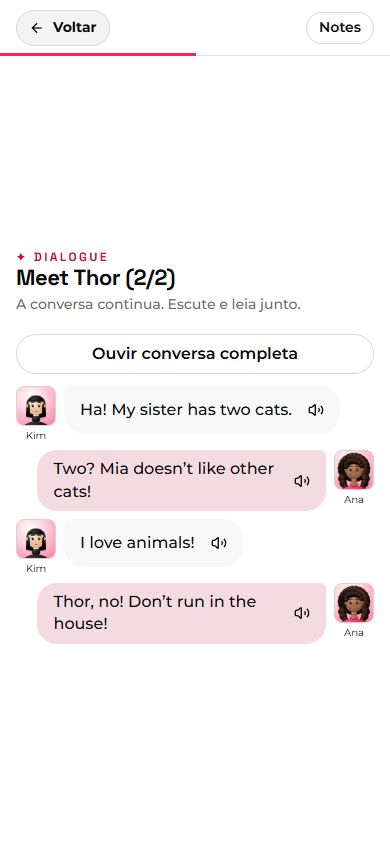 Voltar
Notes
DIALOGUE
Meet Thor (2/2)
A conversa continua. Escute e leia junto.
Ouvir conversa completa
Ha! My sister has two cats.
Kim
Two? Mia doesn’t like other
cats!
Ana
I love animals!
Kim
Thor, no! Don’t run in the
house!
Ana